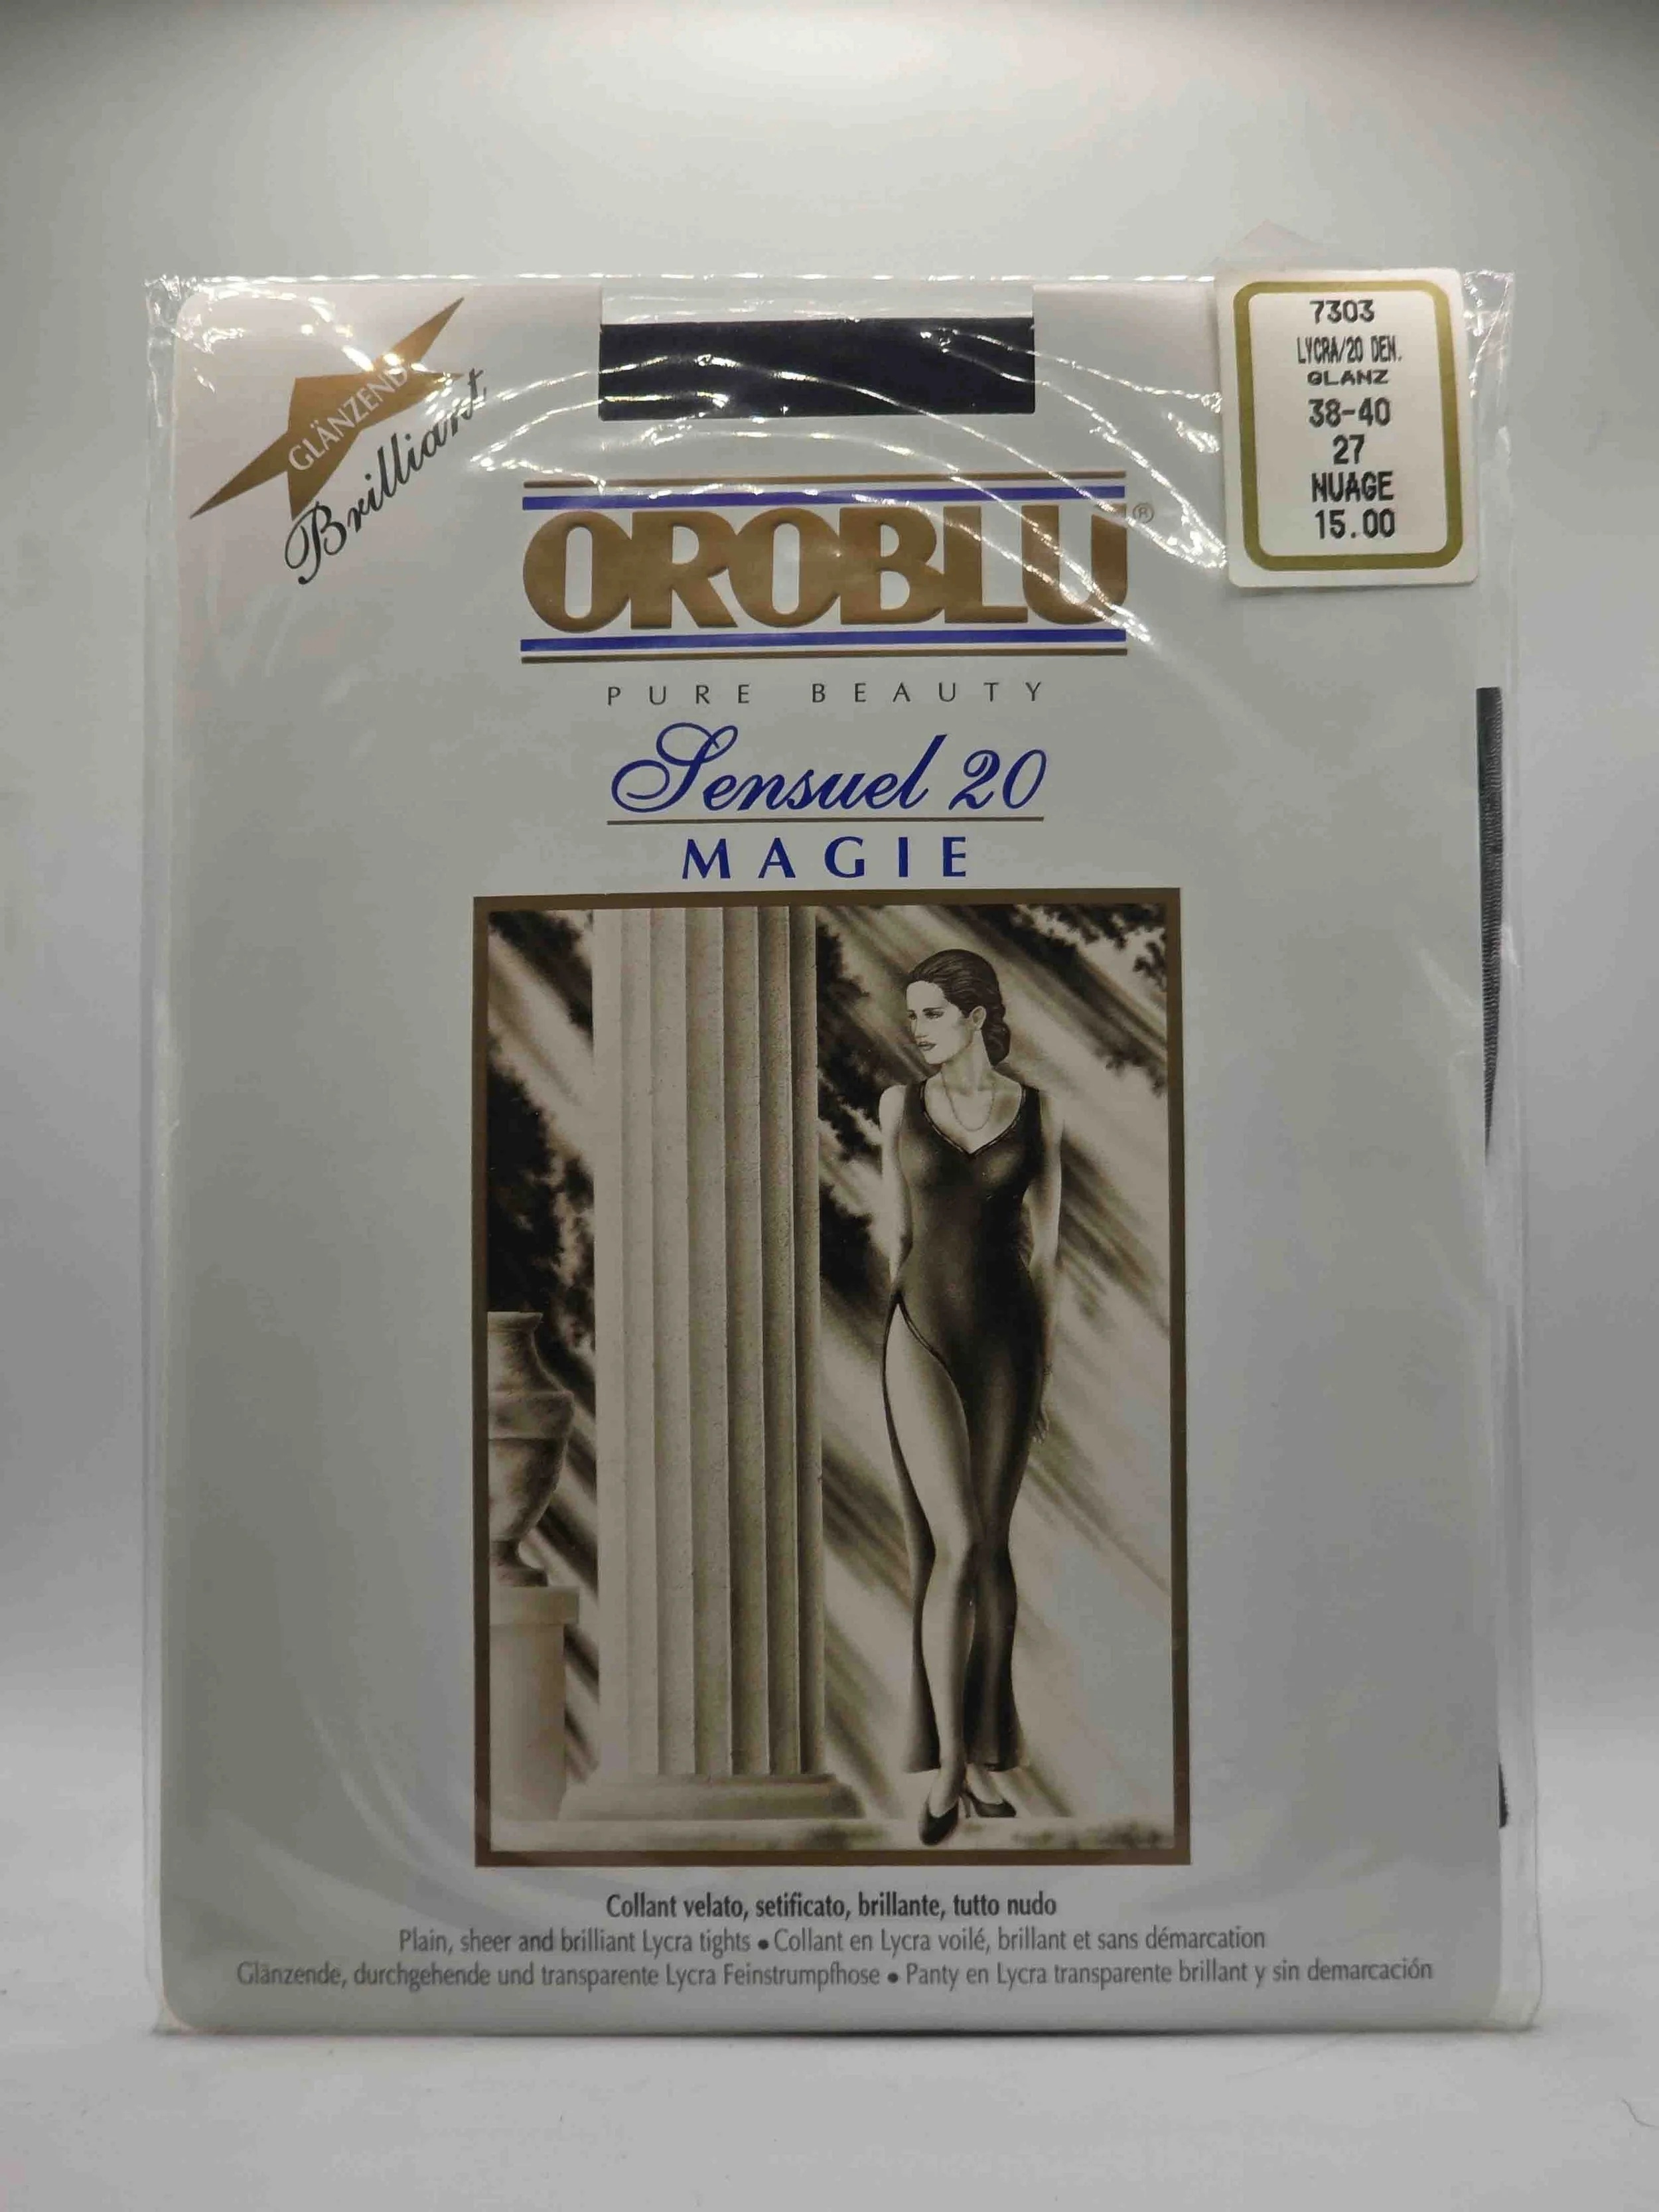 GLÄNZEND
Brilliant
7303
LYCRA/20 DEN.
GLANZ
38-40
27
NUAGE
15.00
OROBLU®
PURE BEAUTY
Sensuel 20
MAGIE
Collant velato, setificato, brillante, tutto nudo
Plain, sheer and brilliant Lycra tights • Collant en Lycra voilé, brillant et sans démarcation
Glänzende, durchgehende und transparente Lycra Feinstrumpfhose • Panty en Lycra transparente brillant y sin demarcación